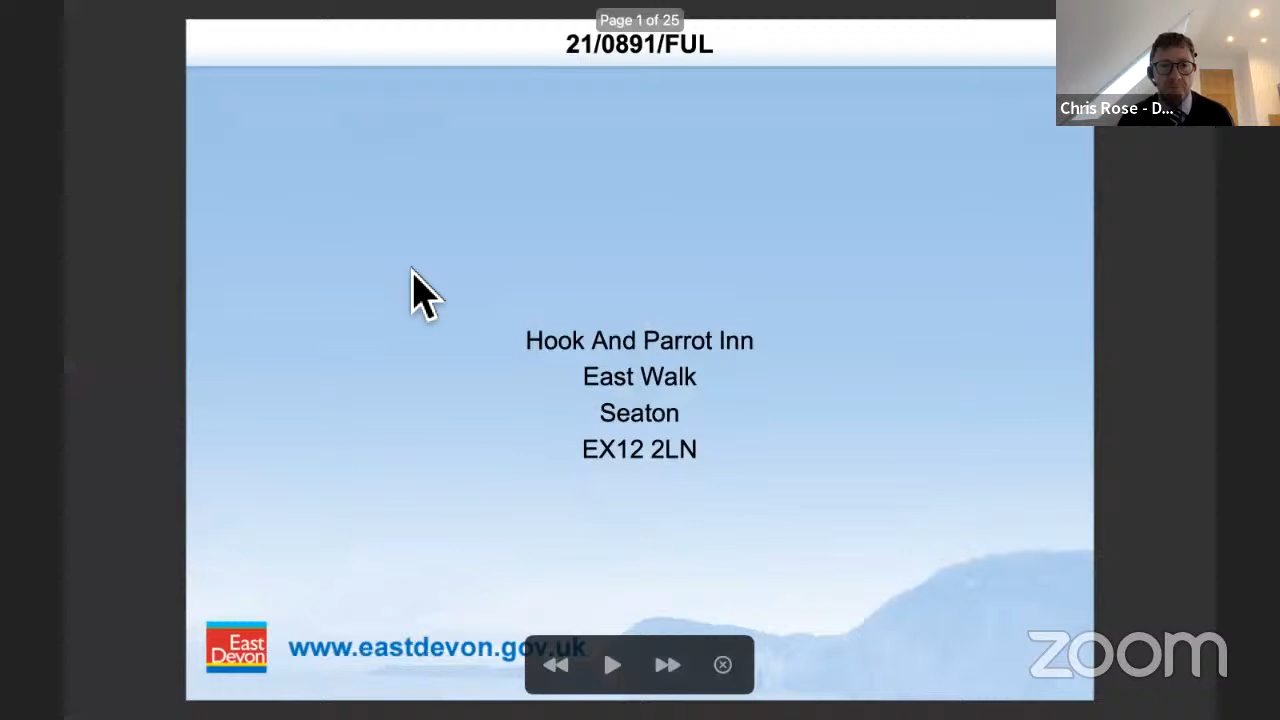 Page 1 of 25
21/0891/FUL
Chris Rose - D...
Hook And Parrot Inn
East Walk
Seaton
EX12 2LN
East
Devon
www.eastdevon.gov.uk
zoom